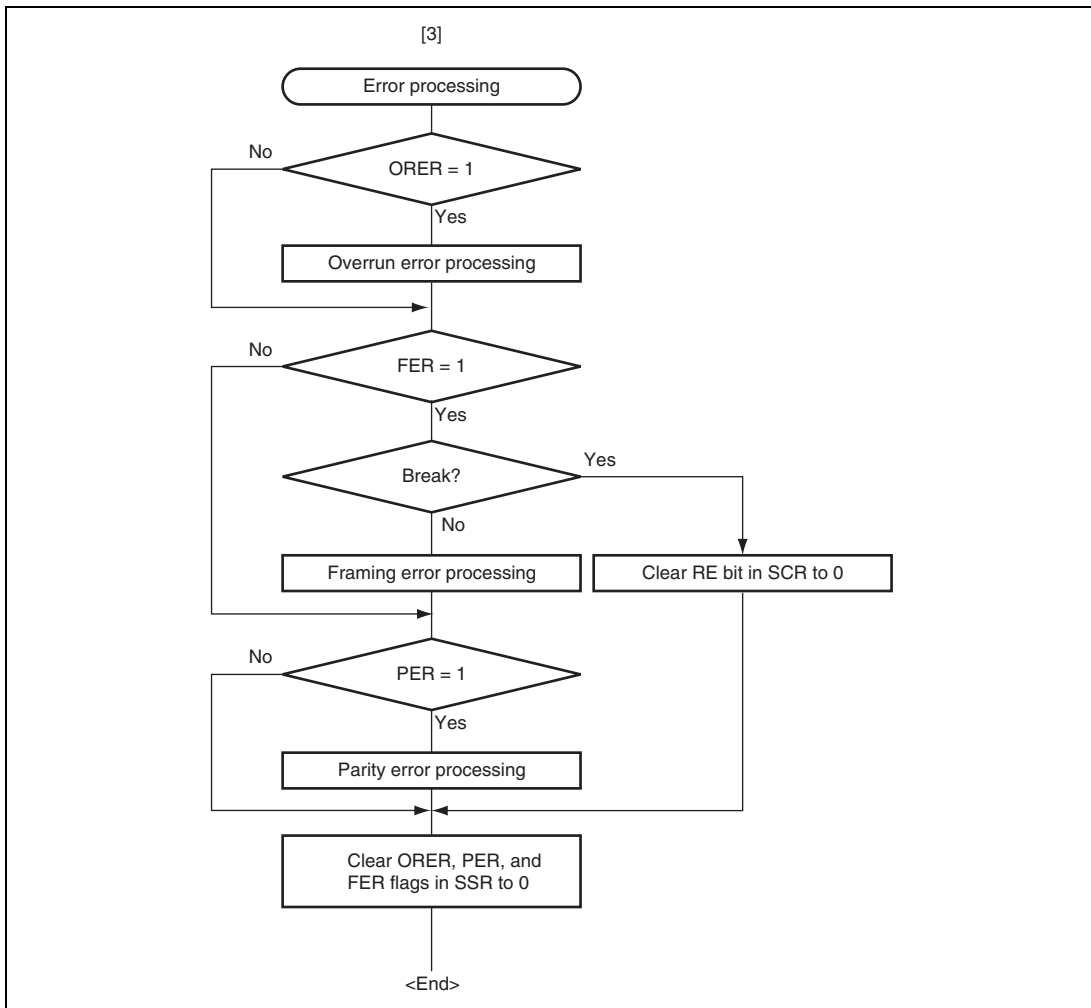 [3]
Error processing
No
ORER = 1
Yes
Overrun error processing
No
FER = 1
Yes
Break?
Yes
No
Framing error processing
Clear RE bit in SCR to 0
No
PER = 1
Yes
Parity error processing
Clear ORER, PER, and
FER flags in SSR to 0
<End>